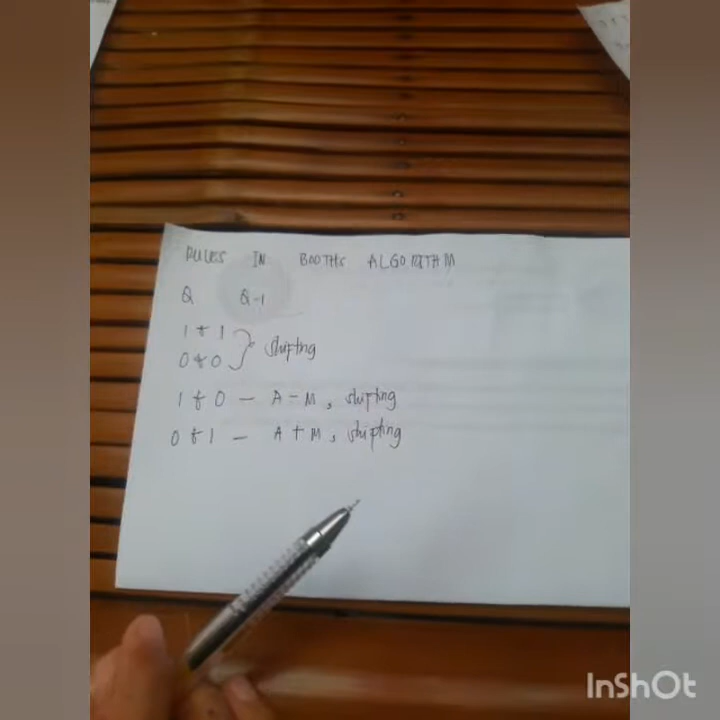 RULES IN BOOTHS ALGORITHM
Q Q-1
1 & 1
0 & 0 } shifting
1 & 0 - A - M, shifting
0 & 1 - A + M, shifting
InShOt